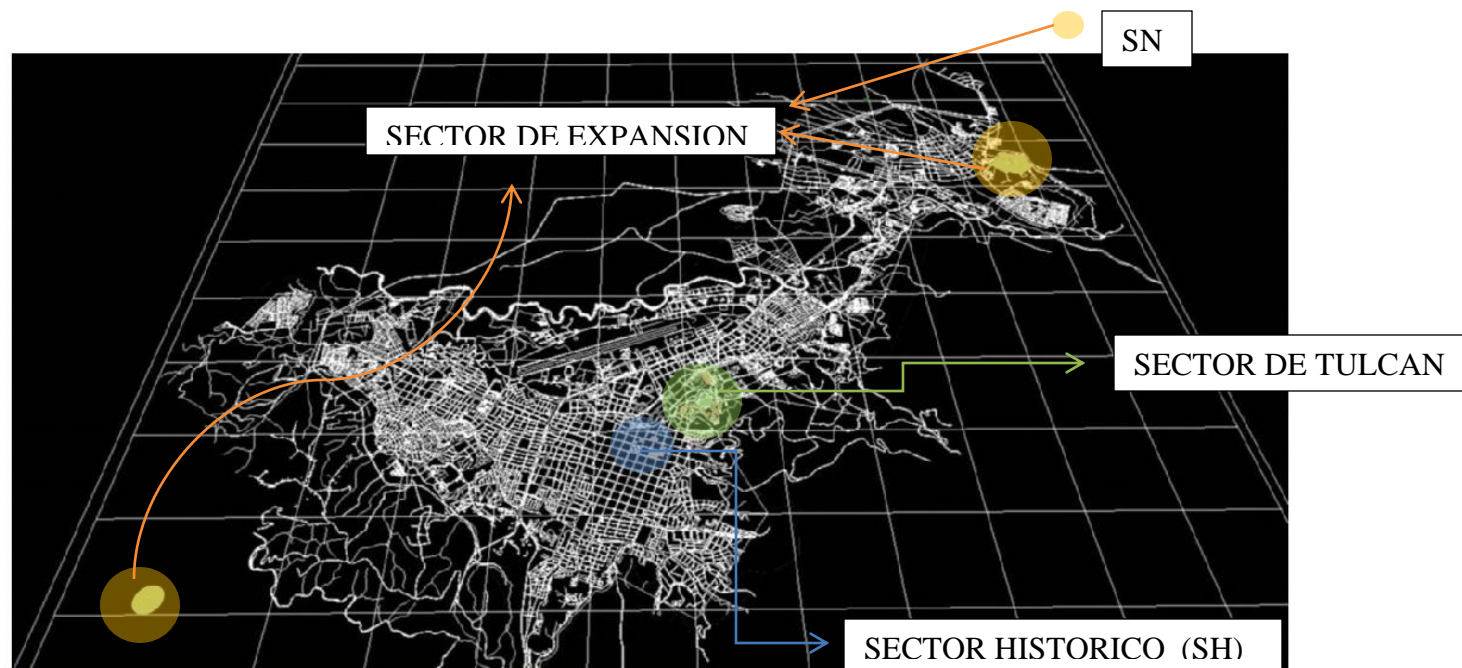 SN
SECTOR DE EXPANSION
SECTOR DE TULCAN
SECTOR HISTORICO (SH)